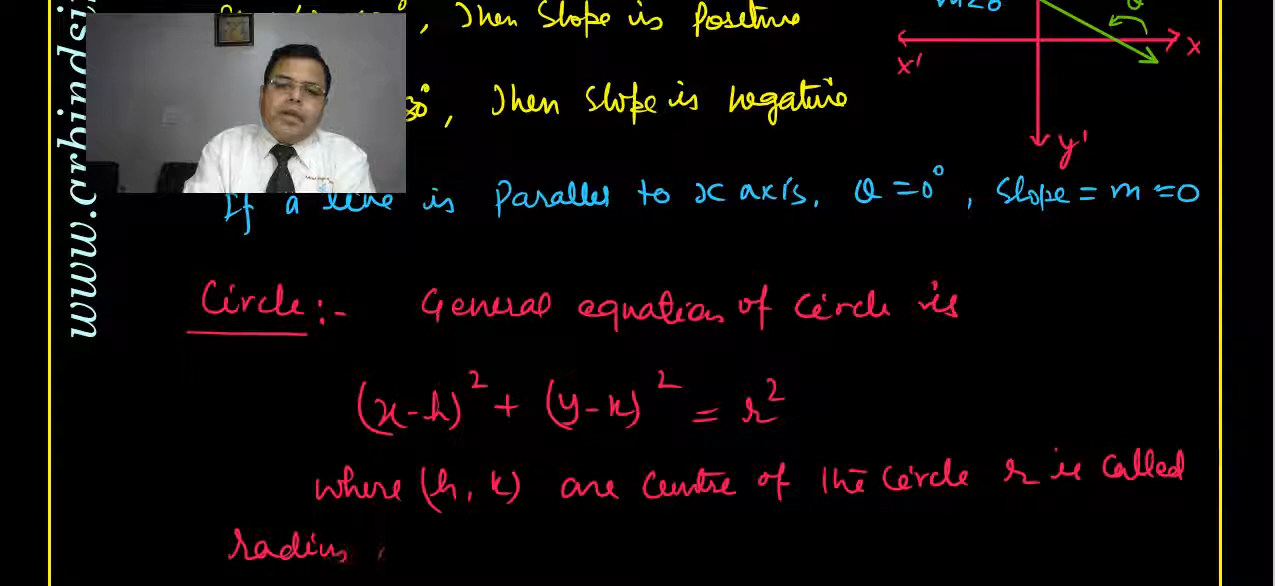 , Then Slope is Positive
m<0
θ
x' x
, Then Slope is negative
y'
www.arbindsi
If a line is Parallel to x axis, θ=0°, Slope = m = 0
Circle:- General equation of circle is
(x-h)² + (y-k)² = r²
where (h, k) are centre of the circle r is called
radius,